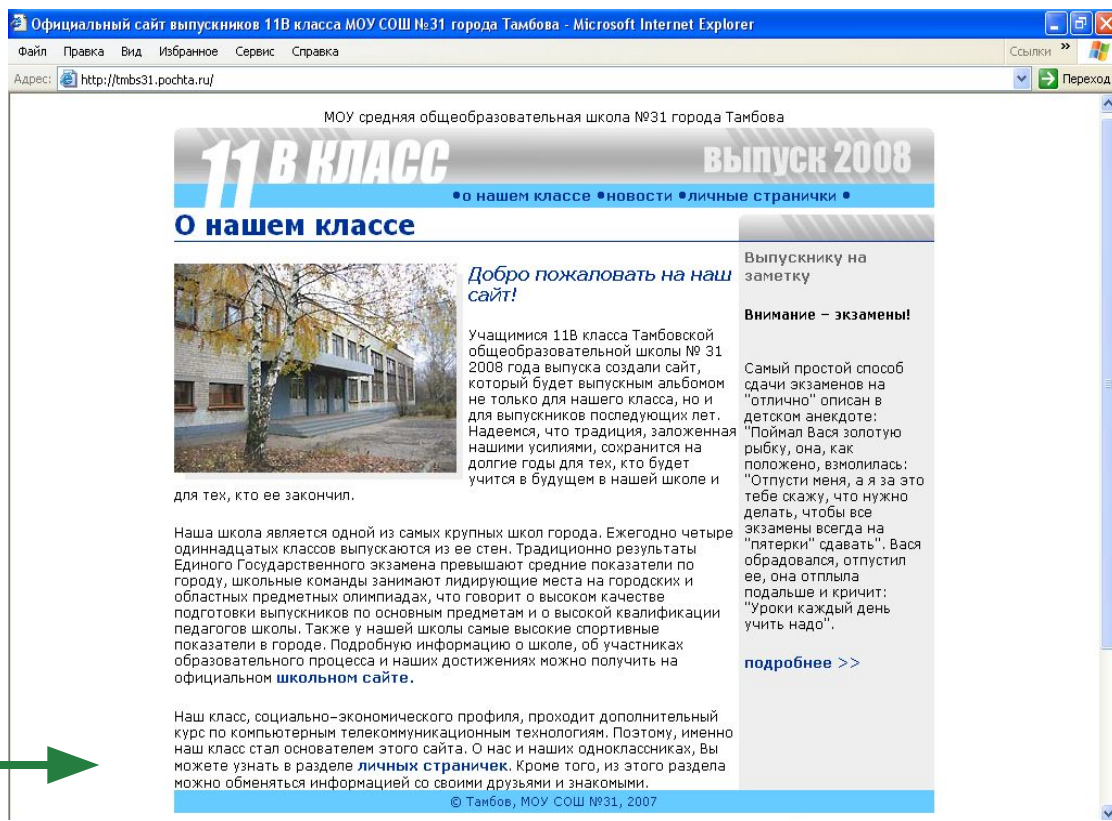 Официальный сайт выпускников 11В класса МОУ СОШ №31 города Тамбова - Microsoft Internet Explorer
Файл Правка Вид Избранное Сервис Справка Ссылки »
Адрес: http://tmbs31.pochta.ru/ Переход
МОУ средняя общеобразовательная школа №31 города Тамбова
11 В КЛАСС выпуск 2008
•о нашем классе •новости •личные странички •
О нашем классе
Добро пожаловать на наш
сайт!
Учащимися 11В класса Тамбовской
общеобразовательной школы № 31
2008 года выпуска создали сайт,
который будет выпускным альбомом
не только для нашего класса, но и
для выпускников последующих лет.
Надеемся, что традиция, заложенная
нашими усилиями, сохранится на
долгие годы для тех, кто будет
учится в будущем в нашей школе и
для тех, кто ее закончил.
Наша школа является одной из самых крупных школ города. Ежегодно четыре
одиннадцатых классов выпускаются из ее стен. Традиционно результаты
Единого Государственного экзамена превышают средние показатели по
городу, школьные команды занимают лидирующие места на городских и
областных предметных олимпиадах, что говорит о высоком качестве
подготовки выпускников по основным предметам и о высокой квалификации
педагогов школы. Также у нашей школы самые высокие спортивные
показатели в городе. Подробную информацию о школе, об участниках
образовательного процесса и наших достижениях можно получить на
официальном школьном сайте.
Наш класс, социально-экономического профиля, проходит дополнительный
курс по компьютерным телекоммуникационным технологиям. Поэтому, именно
наш класс стал основателем этого сайта. О нас и наших одноклассниках, Вы
можете узнать в разделе личных страничек. Кроме того, из этого раздела
можно обменяться информацией со своими друзьями и знакомыми.
Выпускнику на
заметку
Внимание – экзамены!
Самый простой способ
сдачи экзаменов на
"отлично" описан в
детском анекдоте:
"Поймал Вася золотую
рыбку, она, как
положено, взмолилась:
"Отпусти меня, а я за это
тебе скажу, что нужно
делать, чтобы все
экзамены всегда на
"пятерки" сдавать". Вася
обрадовался, отпустил
ее, она отплыла
подальше и кричит:
"Уроки каждый день
учить надо".
подробнее >>
© Тамбов, МОУ СОШ №31, 2007